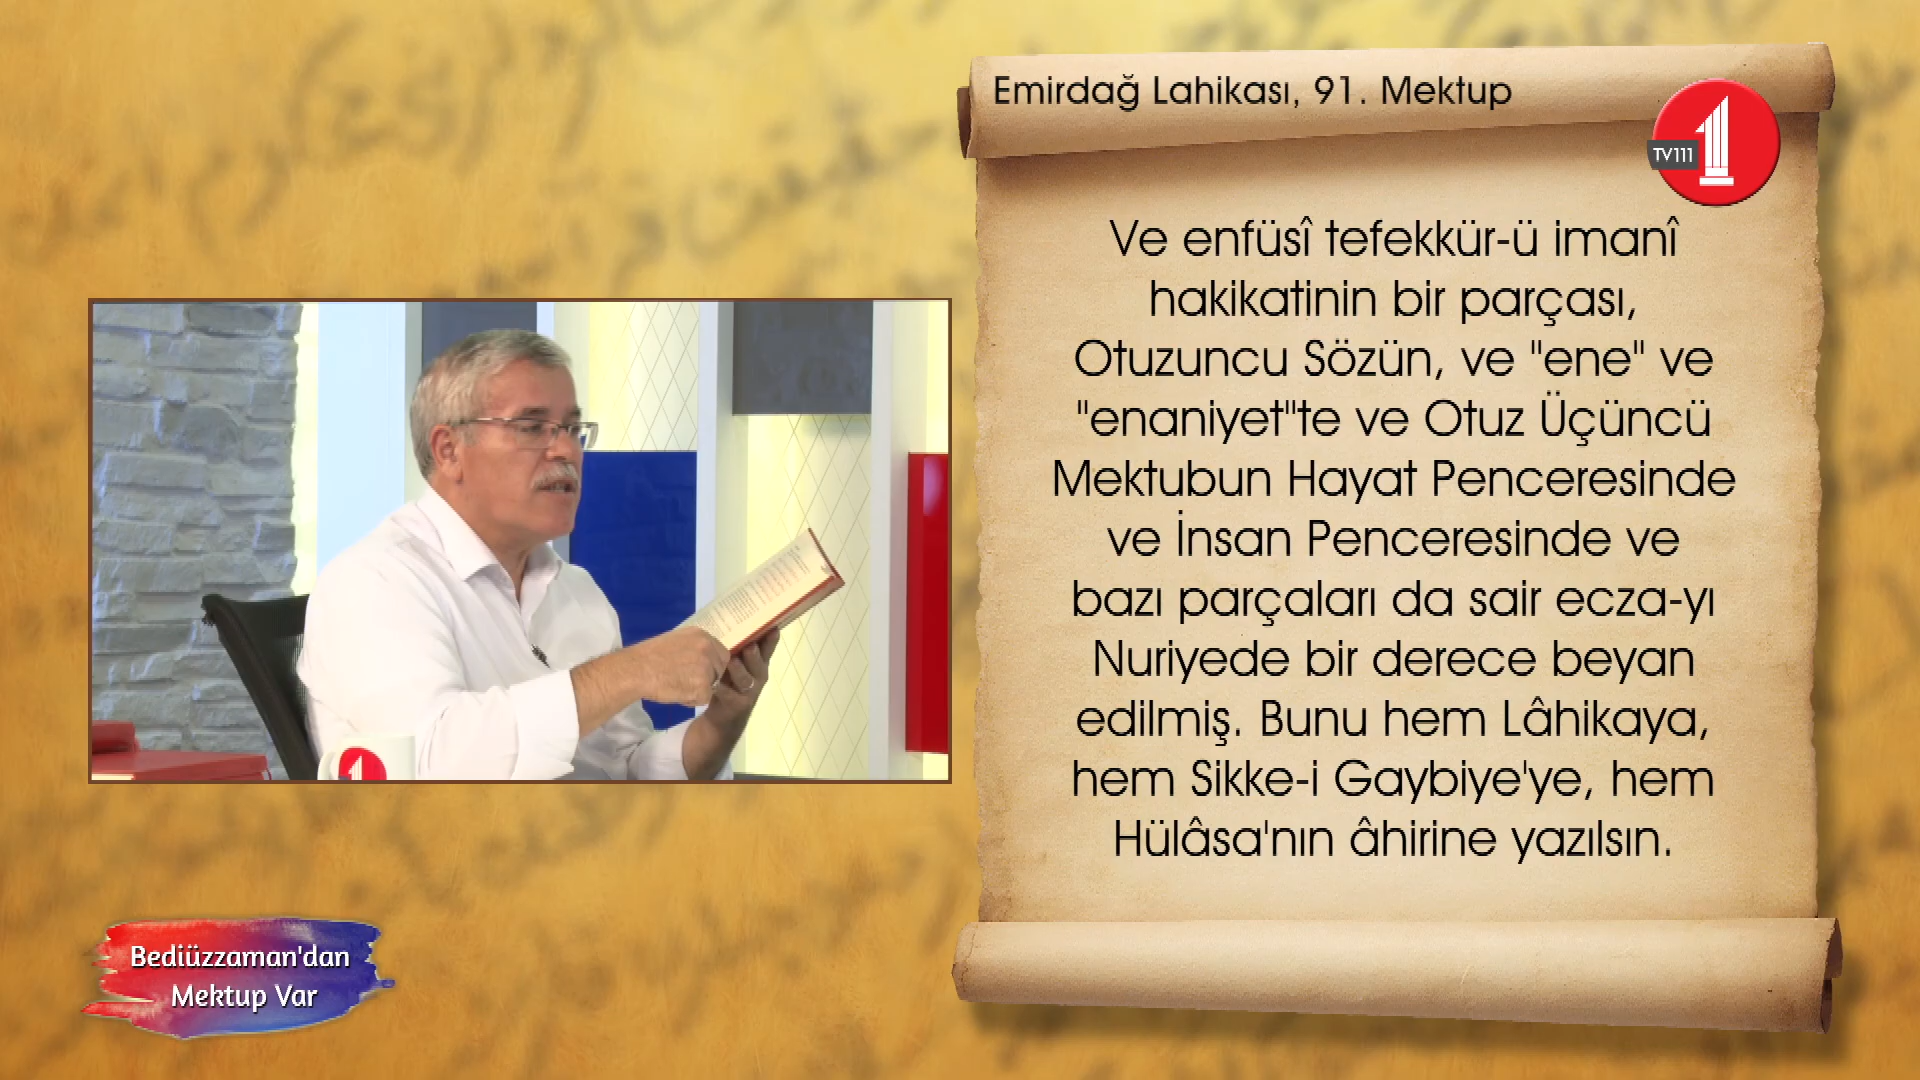 Emirdağ Lahikası, 91. Mektup
TV111
Ve enfüsî tefekkür-ü imanî
hakikatinin bir parçası,
Otuzuncu Sözün, ve "ene" ve
"enaniyet"te ve Otuz Üçüncü
Mektubun Hayat Penceresinde
ve İnsan Penceresinde ve
bazı parçaları da sair ecza-yı
Nuriyede bir derece beyan
edilmiş. Bunu hem Lâhikaya,
hem Sikke-i Gaybiye'ye, hem
Hülâsa'nın âhirine yazılsın.
Bediüzzaman'dan
Mektup Var